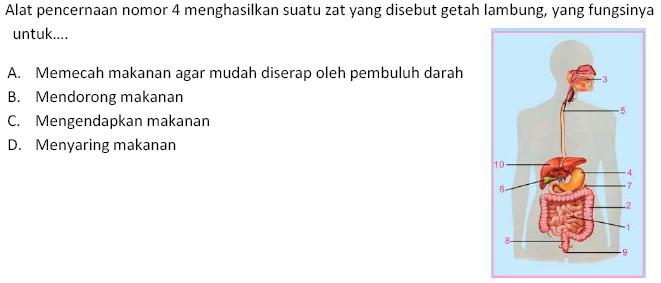 Alat pencernaan nomor 4 menghasilkan suatu zat yang disebut getah lambung, yang fungsinya
untuk....
A. Memecah makanan agar mudah diserap oleh pembuluh darah
B. Mendorong makanan
C. Mengendapkan makanan
D. Menyaring makanan
3
5
10
4
6
7
2
1
8
9